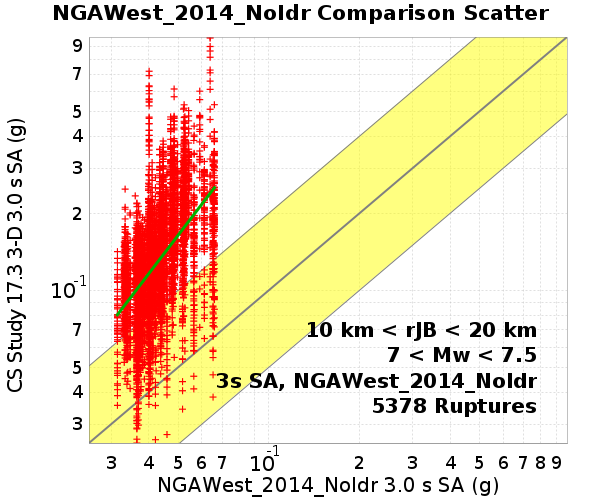 NGAWest_2014_NoIdr Comparison Scatter
CS Study 17.3 3-D 3.0 s SA (g)
9
7
5
4
3
2
10^-1
7
5
4
3
10 km < rJB < 20 km
7 < Mw < 7.5
3s SA, NGAWest_2014_NoIdr
5378 Ruptures
3 4 5 6 7 10^-1 2 3 4 5 6 7 8 9
NGAWest_2014_NoIdr 3.0 s SA (g)